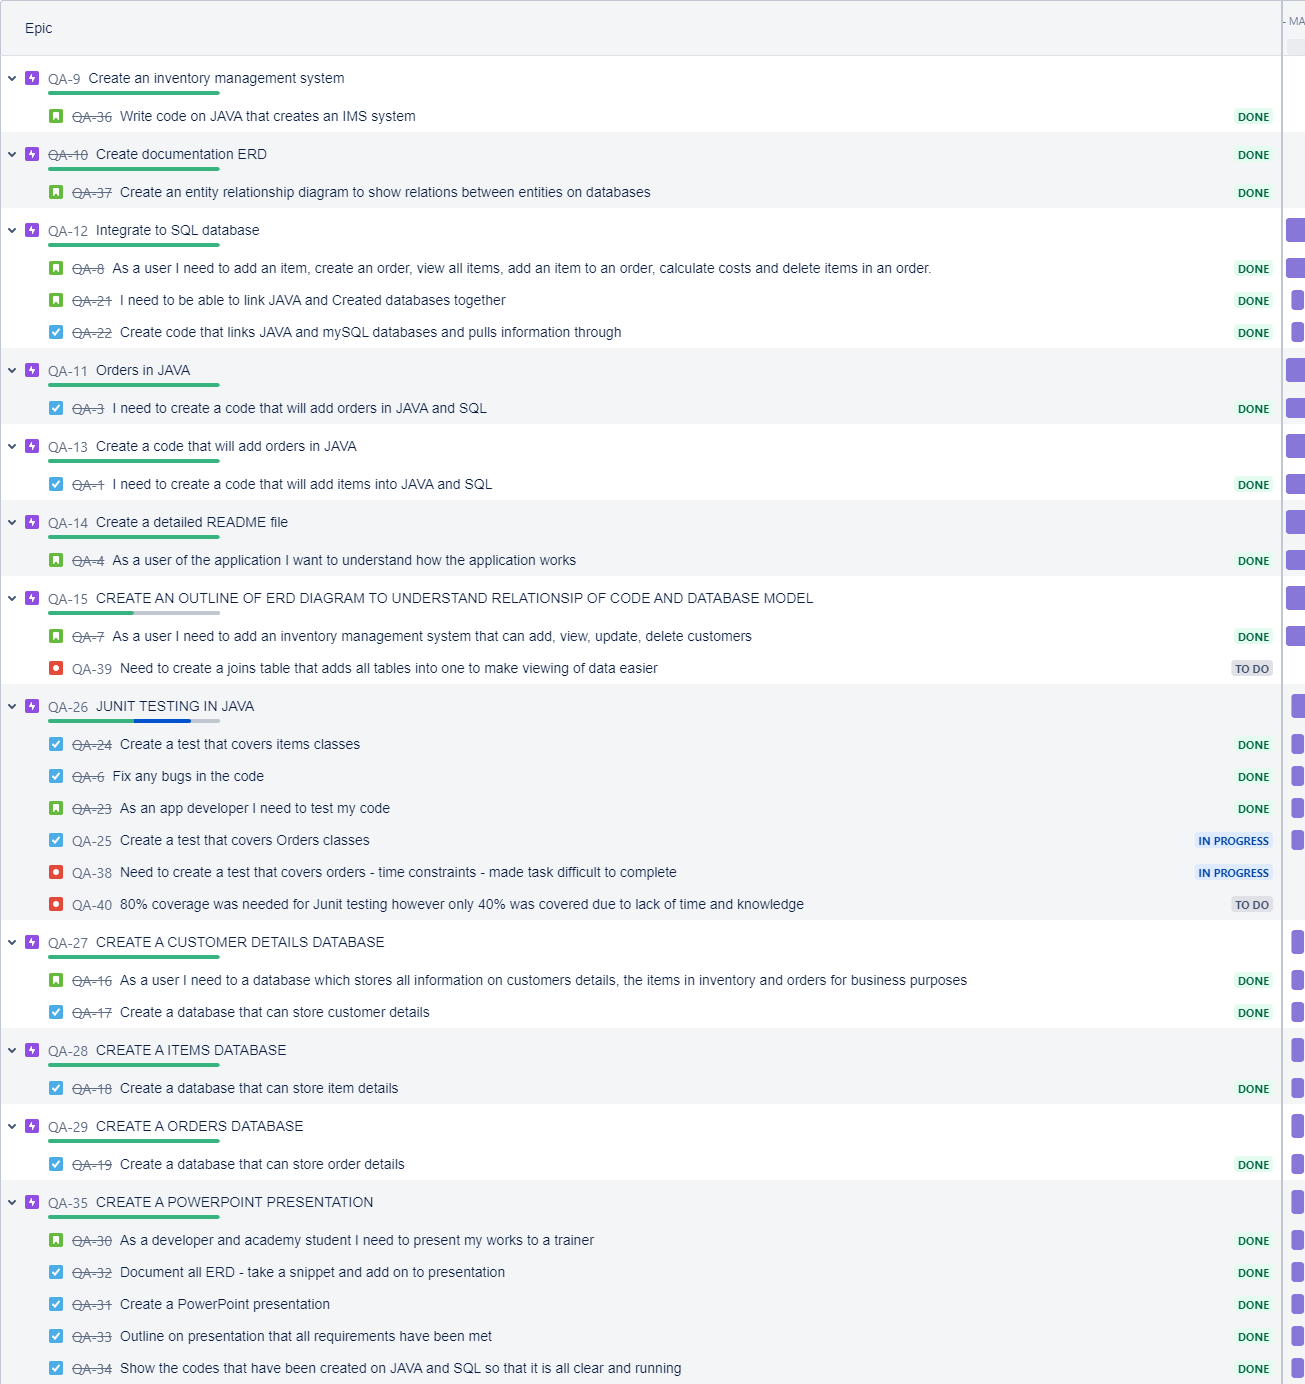 Epic
- MA
QA-9 Create an inventory management system
QA-36 Write code on JAVA that creates an IMS system DONE
QA-10 Create documentation ERD DONE
QA-37 Create an entity relationship diagram to show relations between entities on databases DONE
QA-12 Integrate to SQL database
QA-8 As a user I need to add an item, create an order, view all items, add an item to an order, calculate costs and delete items in an order. DONE
QA-21 I need to be able to link JAVA and Created databases together DONE
QA-22 Create code that links JAVA and mySQL databases and pulls information through DONE
QA-11 Orders in JAVA
QA-3 I need to create a code that will add orders in JAVA and SQL DONE
QA-13 Create a code that will add orders in JAVA
QA-1 I need to create a code that will add items into JAVA and SQL DONE
QA-14 Create a detailed README file
QA-4 As a user of the application I want to understand how the application works DONE
QA-15 CREATE AN OUTLINE OF ERD DIAGRAM TO UNDERSTAND RELATIONSIP OF CODE AND DATABASE MODEL
QA-7 As a user I need to add an inventory management system that can add, view, update, delete customers DONE
QA-39 Need to create a joins table that adds all tables into one to make viewing of data easier TO DO
QA-26 JUNIT TESTING IN JAVA
QA-24 Create a test that covers items classes DONE
QA-6 Fix any bugs in the code DONE
QA-23 As an app developer I need to test my code DONE
QA-25 Create a test that covers Orders classes IN PROGRESS
QA-38 Need to create a test that covers orders - time constraints - made task difficult to complete IN PROGRESS
QA-40 80% coverage was needed for Junit testing however only 40% was covered due to lack of time and knowledge TO DO
QA-27 CREATE A CUSTOMER DETAILS DATABASE
QA-16 As a user I need to a database which stores all information on customers details, the items in inventory and orders for business purposes DONE
QA-17 Create a database that can store customer details DONE
QA-28 CREATE A ITEMS DATABASE
QA-18 Create a database that can store item details DONE
QA-29 CREATE A ORDERS DATABASE
QA-19 Create a database that can store order details DONE
QA-35 CREATE A POWERPOINT PRESENTATION
QA-30 As a developer and academy student I need to present my works to a trainer DONE
QA-32 Document all ERD - take a snippet and add on to presentation DONE
QA-31 Create a PowerPoint presentation DONE
QA-33 Outline on presentation that all requirements have been met DONE
QA-34 Show the codes that have been created on JAVA and SQL so that it is all clear and running DONE